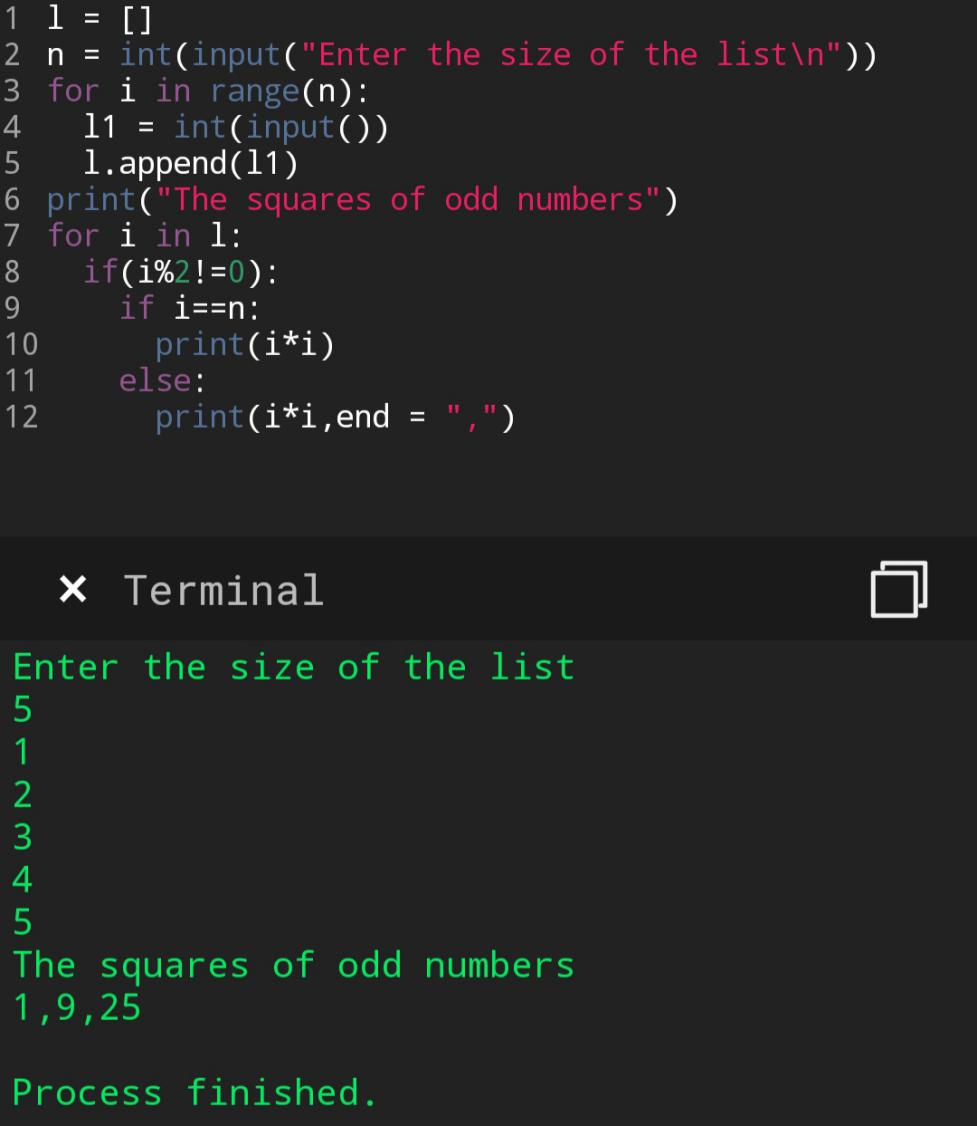 1 l = []
2 n = int(input("Enter the size of the list\n"))
3 for i in range(n):
4   l1 = int(input())
5   l.append(l1)
6 print("The squares of odd numbers")
7 for i in l:
8   if(i%2!=0):
9     if i==n:
10       print(i*i)
11     else:
12       print(i*i,end = ",")
× Terminal
Enter the size of the list
5
1
2
3
4
5
The squares of odd numbers
1,9,25
Process finished.